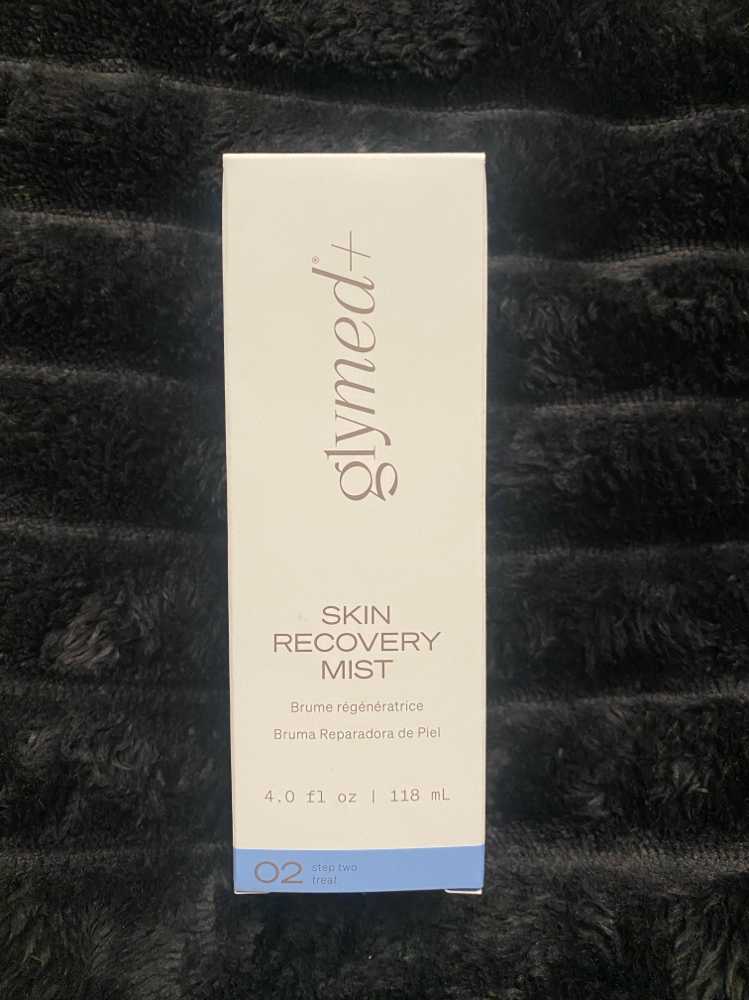 glymed+®
SKIN
RECOVERY
MIST
Brume régénératrice
Bruma Reparadora de Piel
4.0 fl oz | 118 mL
02 step two
treat